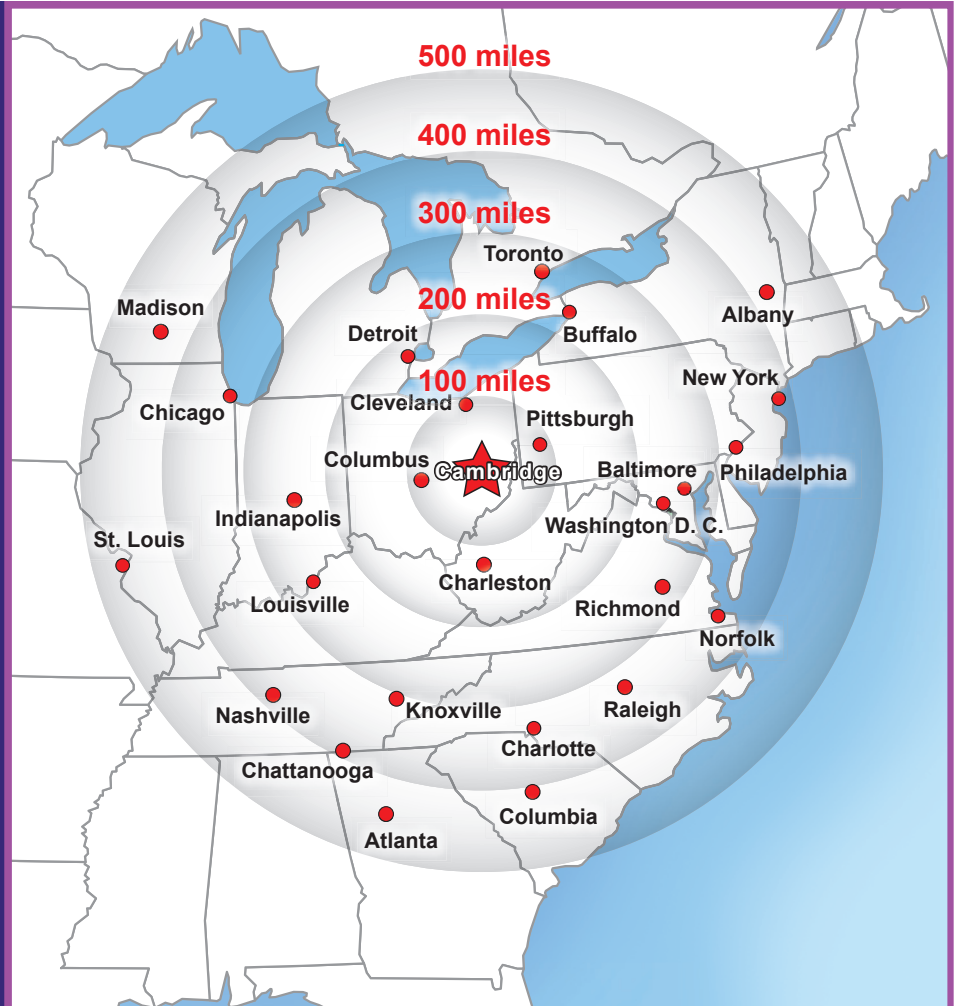 500 miles
400 miles
300 miles
Toronto
200 miles
Madison
Albany
Detroit
Buffalo
100 miles
New York
Cleveland
Chicago
Pittsburgh
Columbus
Cambridge
Baltimore
Philadelphia
Indianapolis
Washington D. C.
St. Louis
Charleston
Louisville
Richmond
Norfolk
Nashville
Knoxville
Raleigh
Charlotte
Chattanooga
Columbia
Atlanta